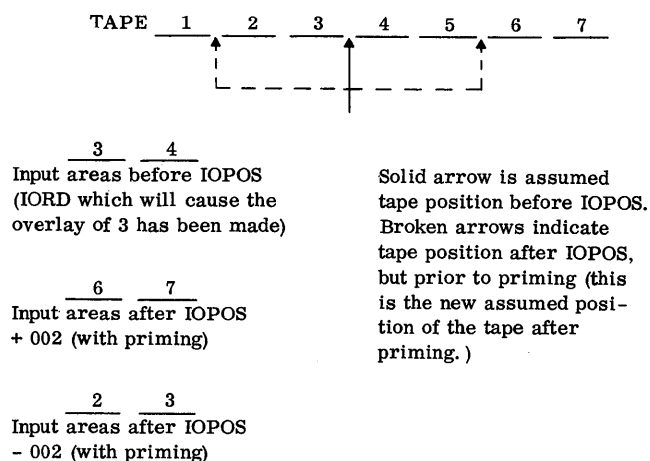 TAPE 1 2 3 4 5 6 7
3 4
Input areas before IOPOS
(IORD which will cause the
overlay of 3 has been made)
6 7
Input areas after IOPOS
+ 002 (with priming)
2 3
Input areas after IOPOS
- 002 (with priming)
Solid arrow is assumed
tape position before IOPOS.
Broken arrows indicate
tape position after IOPOS,
but prior to priming (this
is the new assumed posi-
tion of the tape after
priming.)